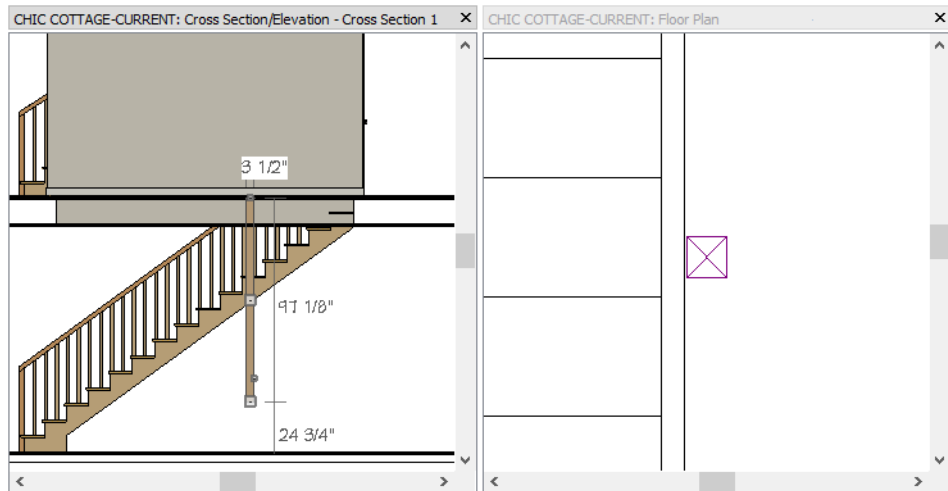 CHIC COTTAGE-CURRENT: Cross Section/Elevation - Cross Section 1
CHIC COTTAGE-CURRENT: Floor Plan
3 1/2"
97 1/8"
24 3/4"